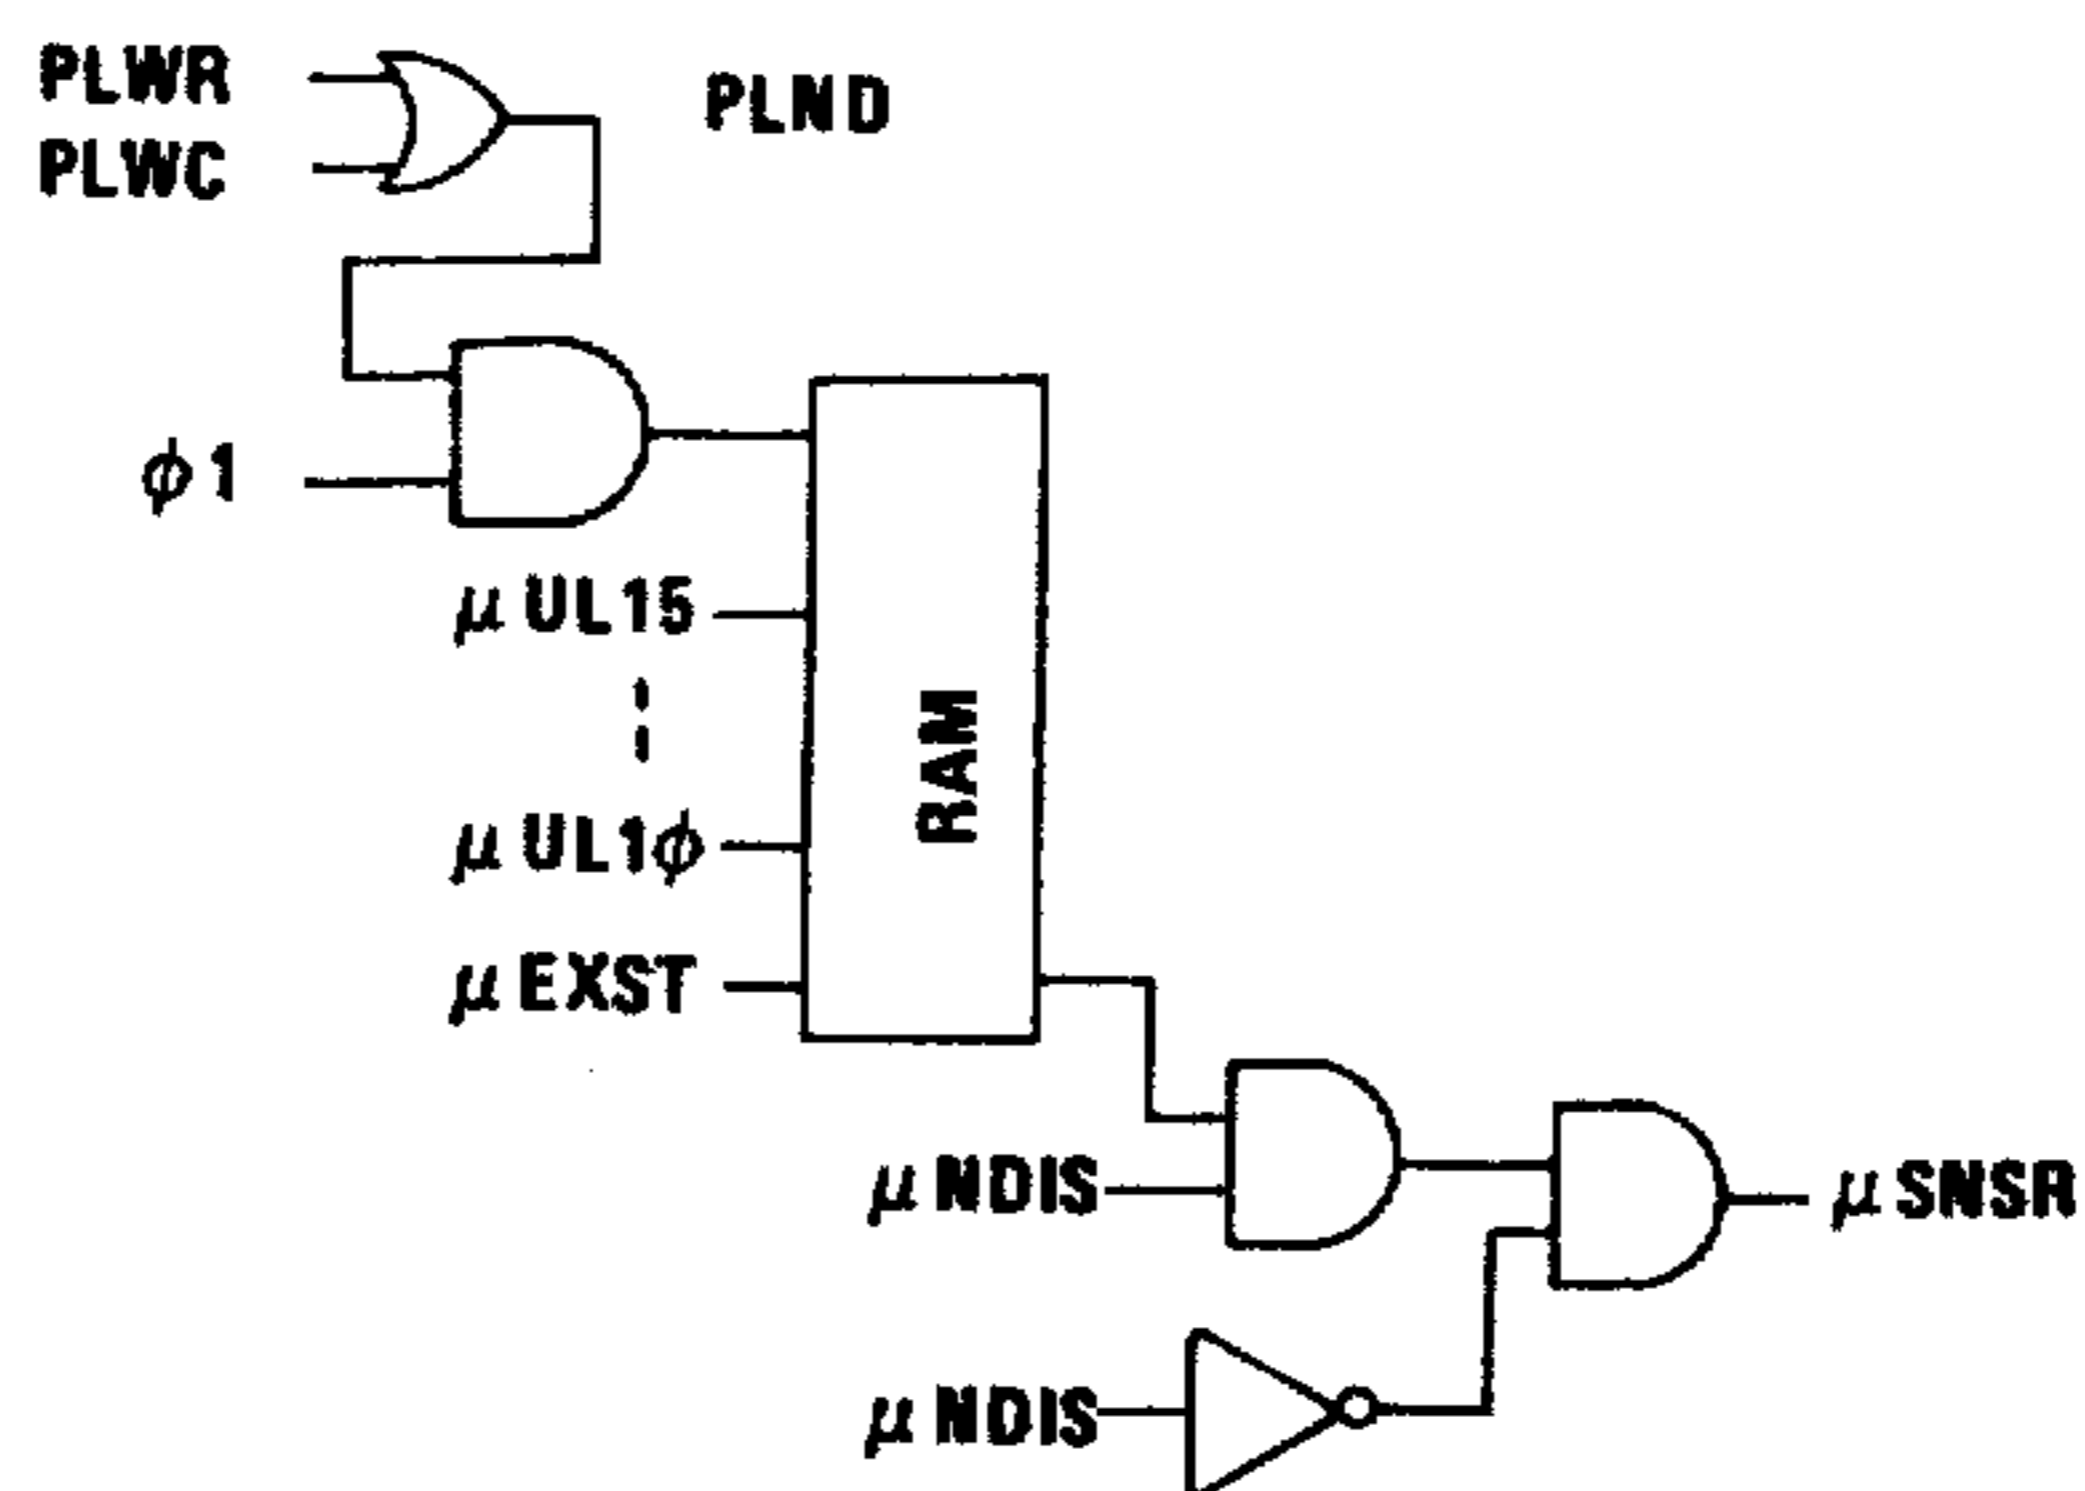 PLWR
PLND
PLWC
ϕ1
μUL15
μUL1ϕ
RAM
μEXST
μNDIS
μSNSR
μNDIS